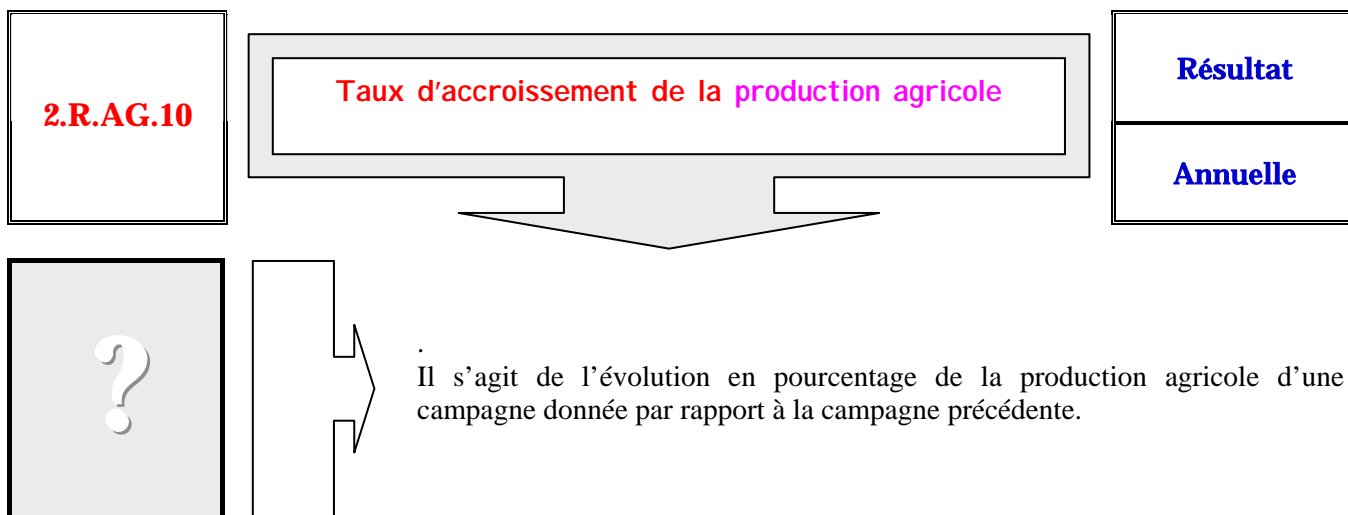 2.R.AG.10
Taux d'accroissement de la production agricole
Résultat
Annuelle
?
.
Il s’agit de l’évolution en pourcentage de la production agricole d’une
campagne donnée par rapport à la campagne précédente.